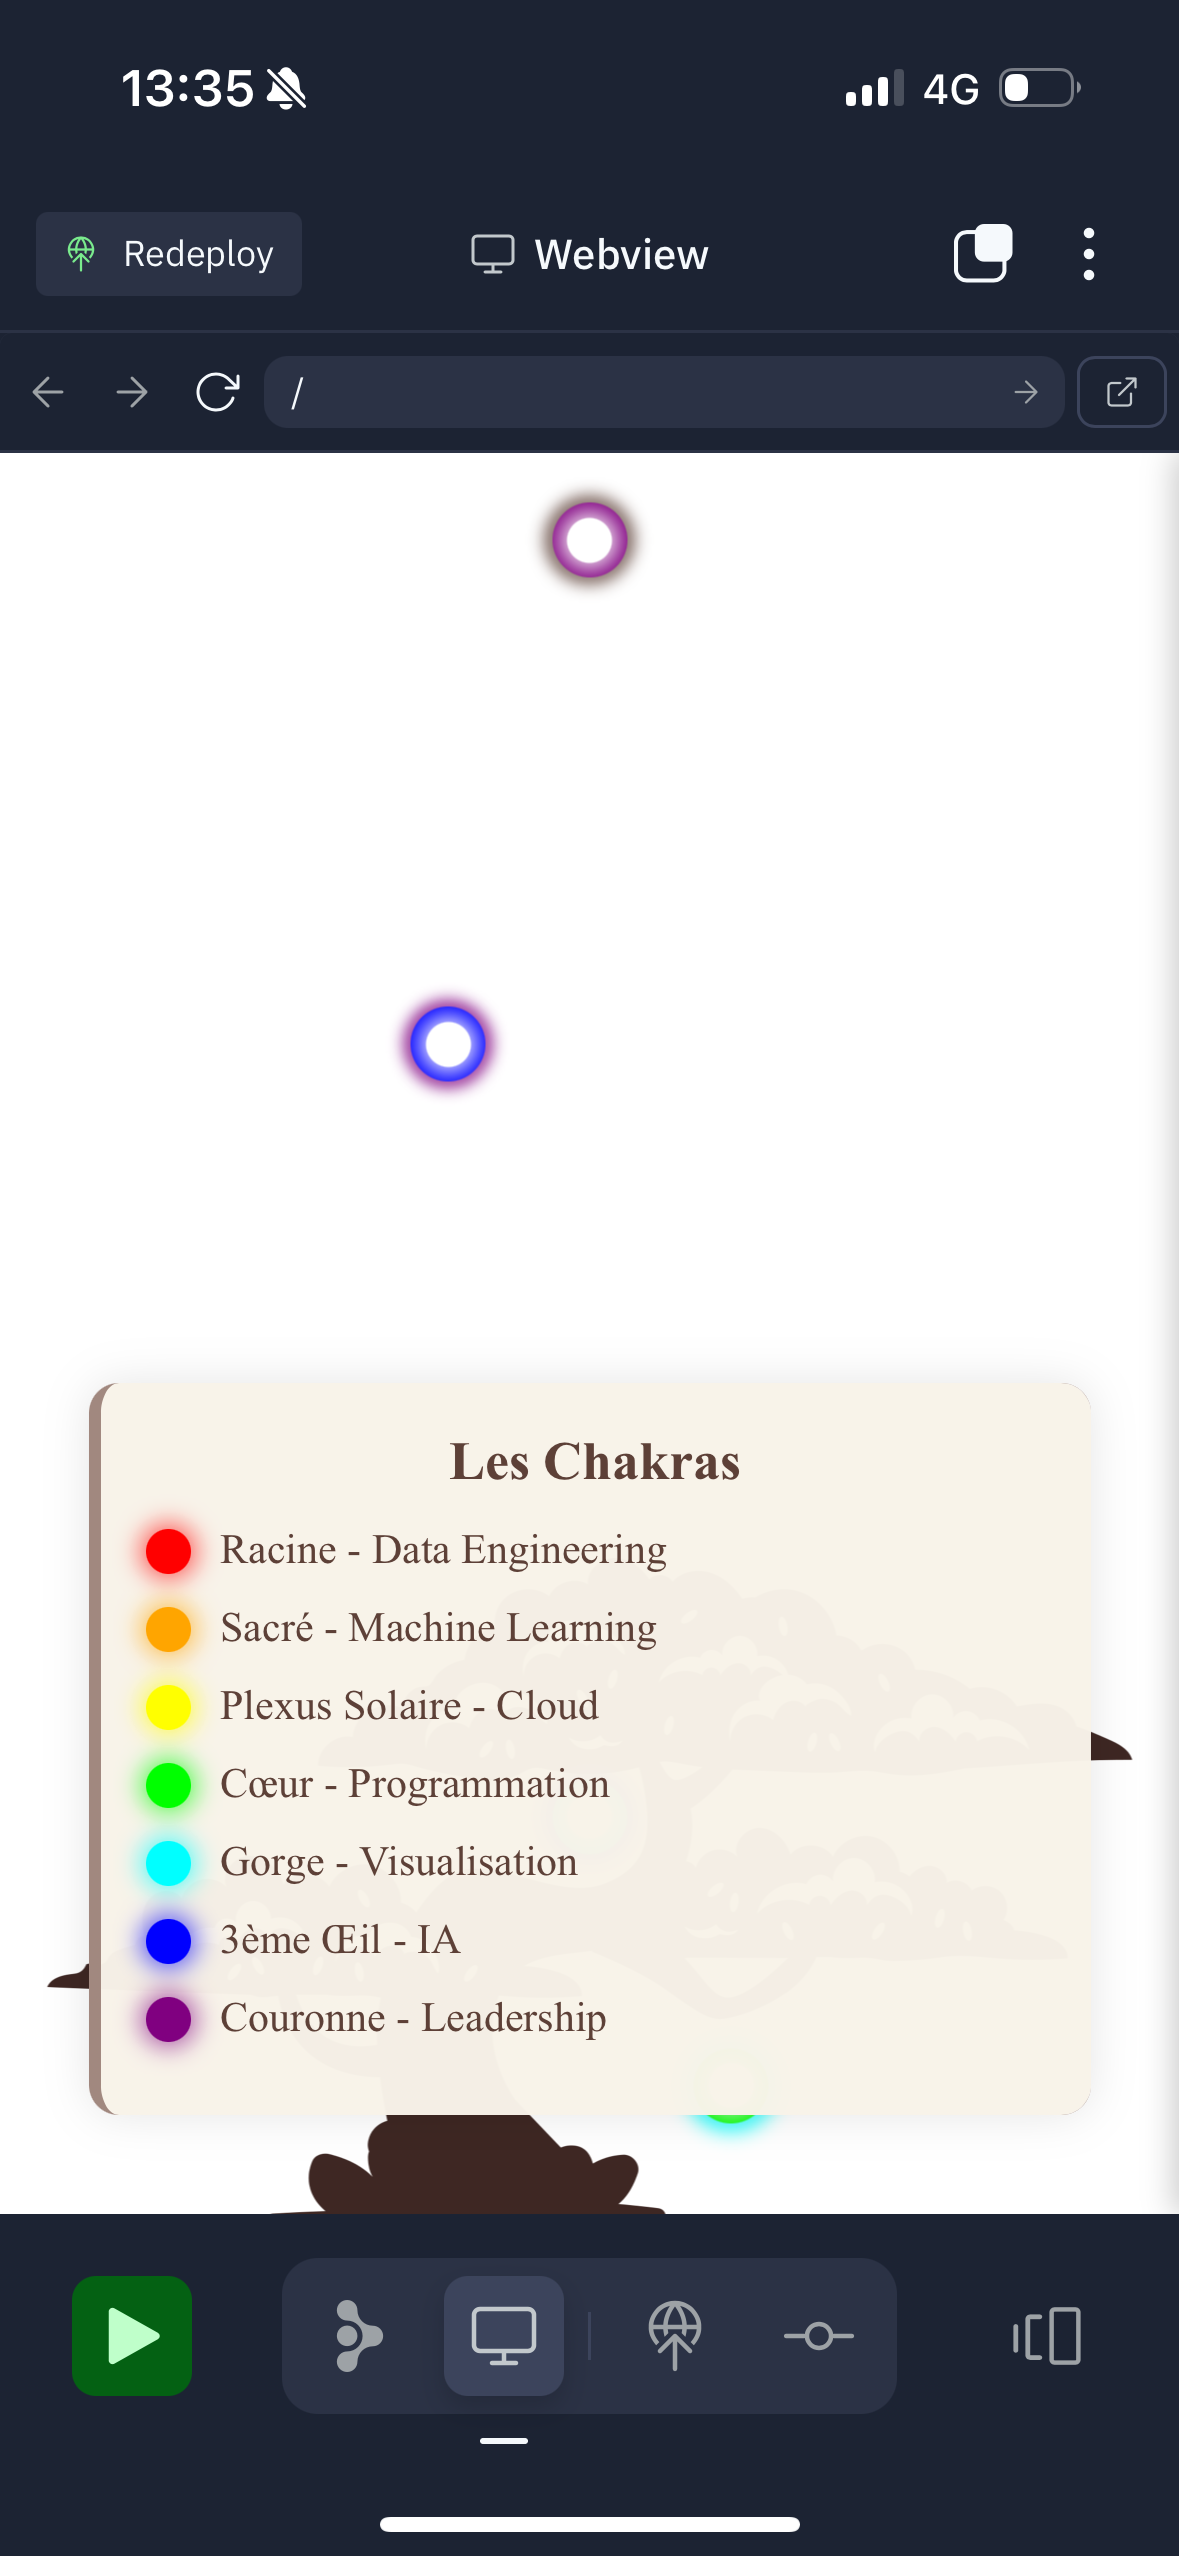 13:35
4G
Redeploy
Webview
/
Les Chakras
Racine - Data Engineering
Sacré - Machine Learning
Plexus Solaire - Cloud
Cœur - Programmation
Gorge - Visualisation
3ème Œil - IA
Couronne - Leadership